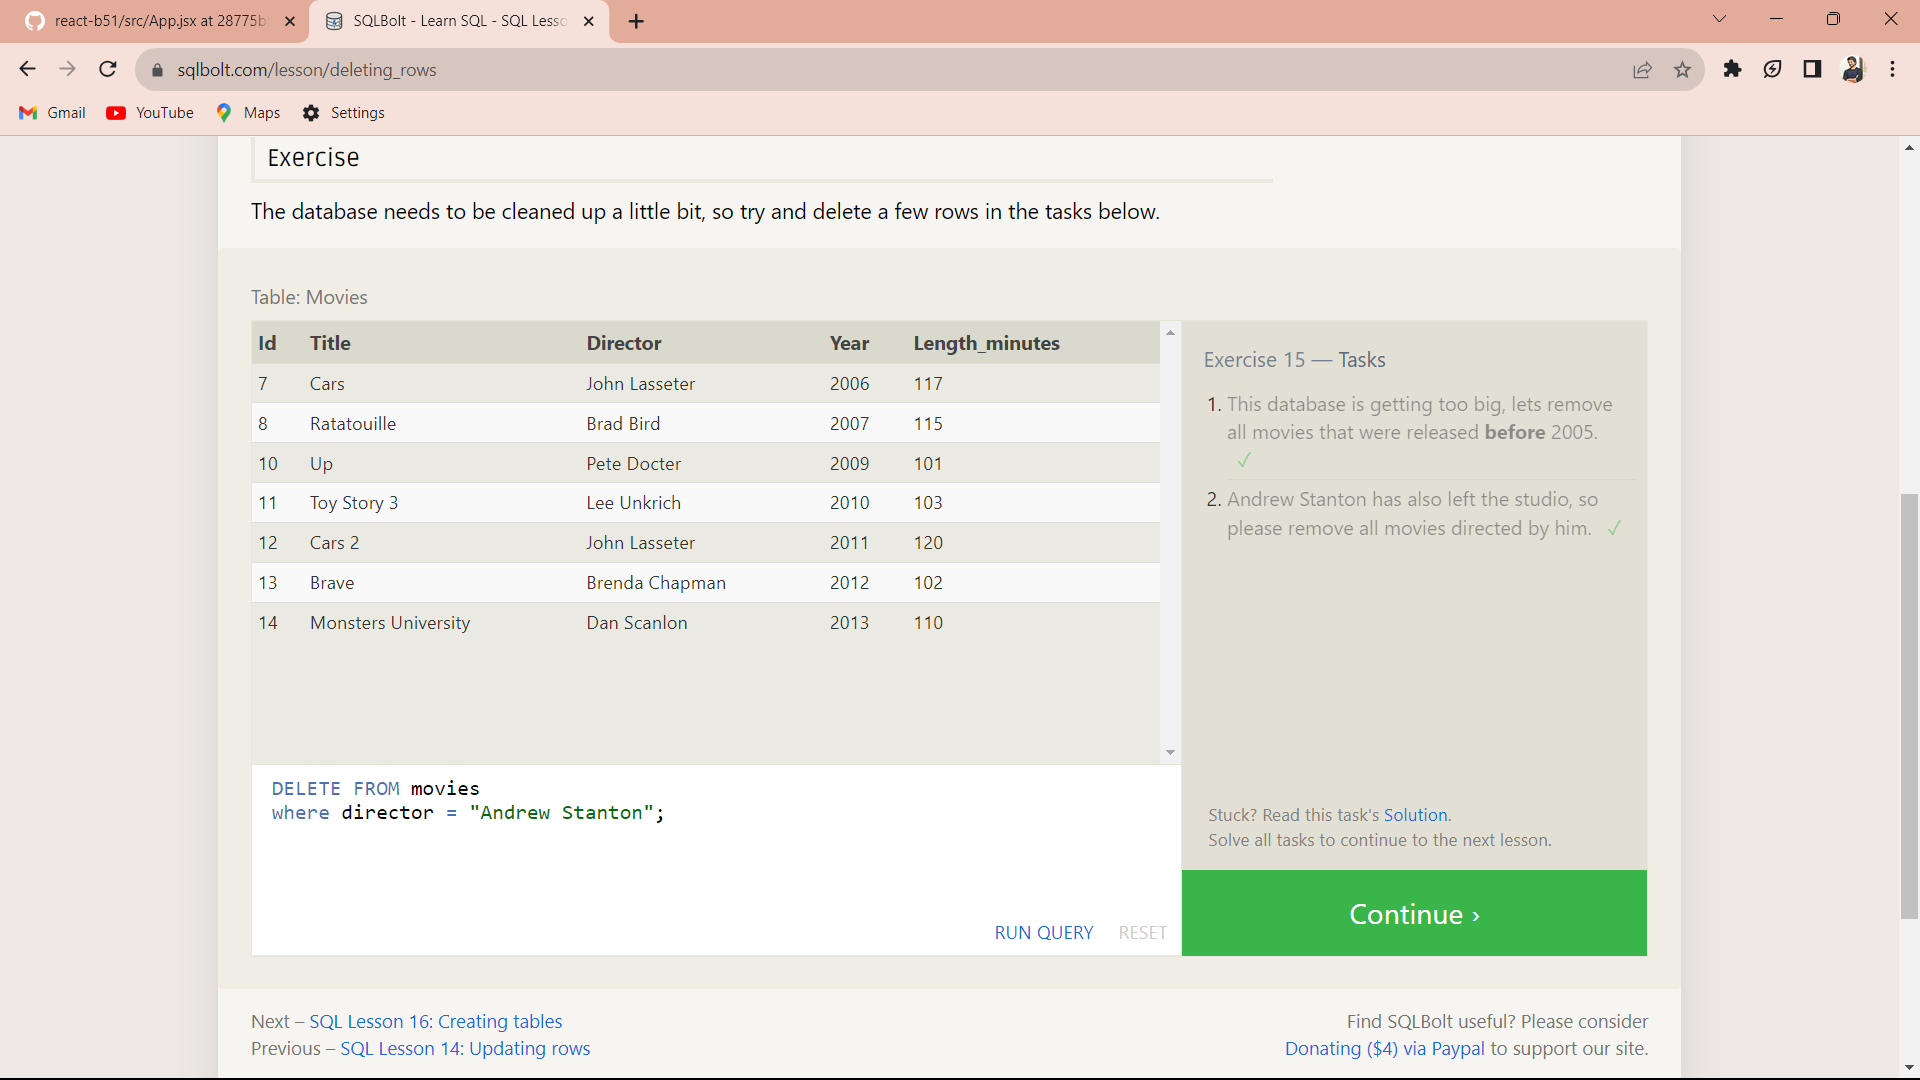 react-b51/src/App.jsx at 28775b
SQLBolt - Learn SQL - SQL Lesso
sqlbolt.com/lesson/deleting_rows
Gmail YouTube Maps Settings
Exercise
The database needs to be cleaned up a little bit, so try and delete a few rows in the tasks below.
Table: Movies
Id Title Director Year Length_minutes
7 Cars John Lasseter 2006 117
8 Ratatouille Brad Bird 2007 115
10 Up Pete Docter 2009 101
11 Toy Story 3 Lee Unkrich 2010 103
12 Cars 2 John Lasseter 2011 120
13 Brave Brenda Chapman 2012 102
14 Monsters University Dan Scanlon 2013 110
DELETE FROM movies
where director = "Andrew Stanton";
RUN QUERY RESET
Exercise 15 — Tasks
1. This database is getting too big, lets remove
all movies that were released before 2005.
✓
2. Andrew Stanton has also left the studio, so
please remove all movies directed by him. ✓
Stuck? Read this task's Solution.
Solve all tasks to continue to the next lesson.
Continue ›
Next – SQL Lesson 16: Creating tables
Previous – SQL Lesson 14: Updating rows
Find SQLBolt useful? Please consider
Donating ($4) via Paypal to support our site.